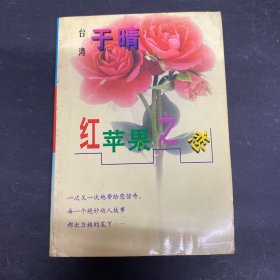 台湾 于晴
红苹果之恋
一次又一次地带给您惊奇,
每一个绝妙动人故事
都出自她的笔下……